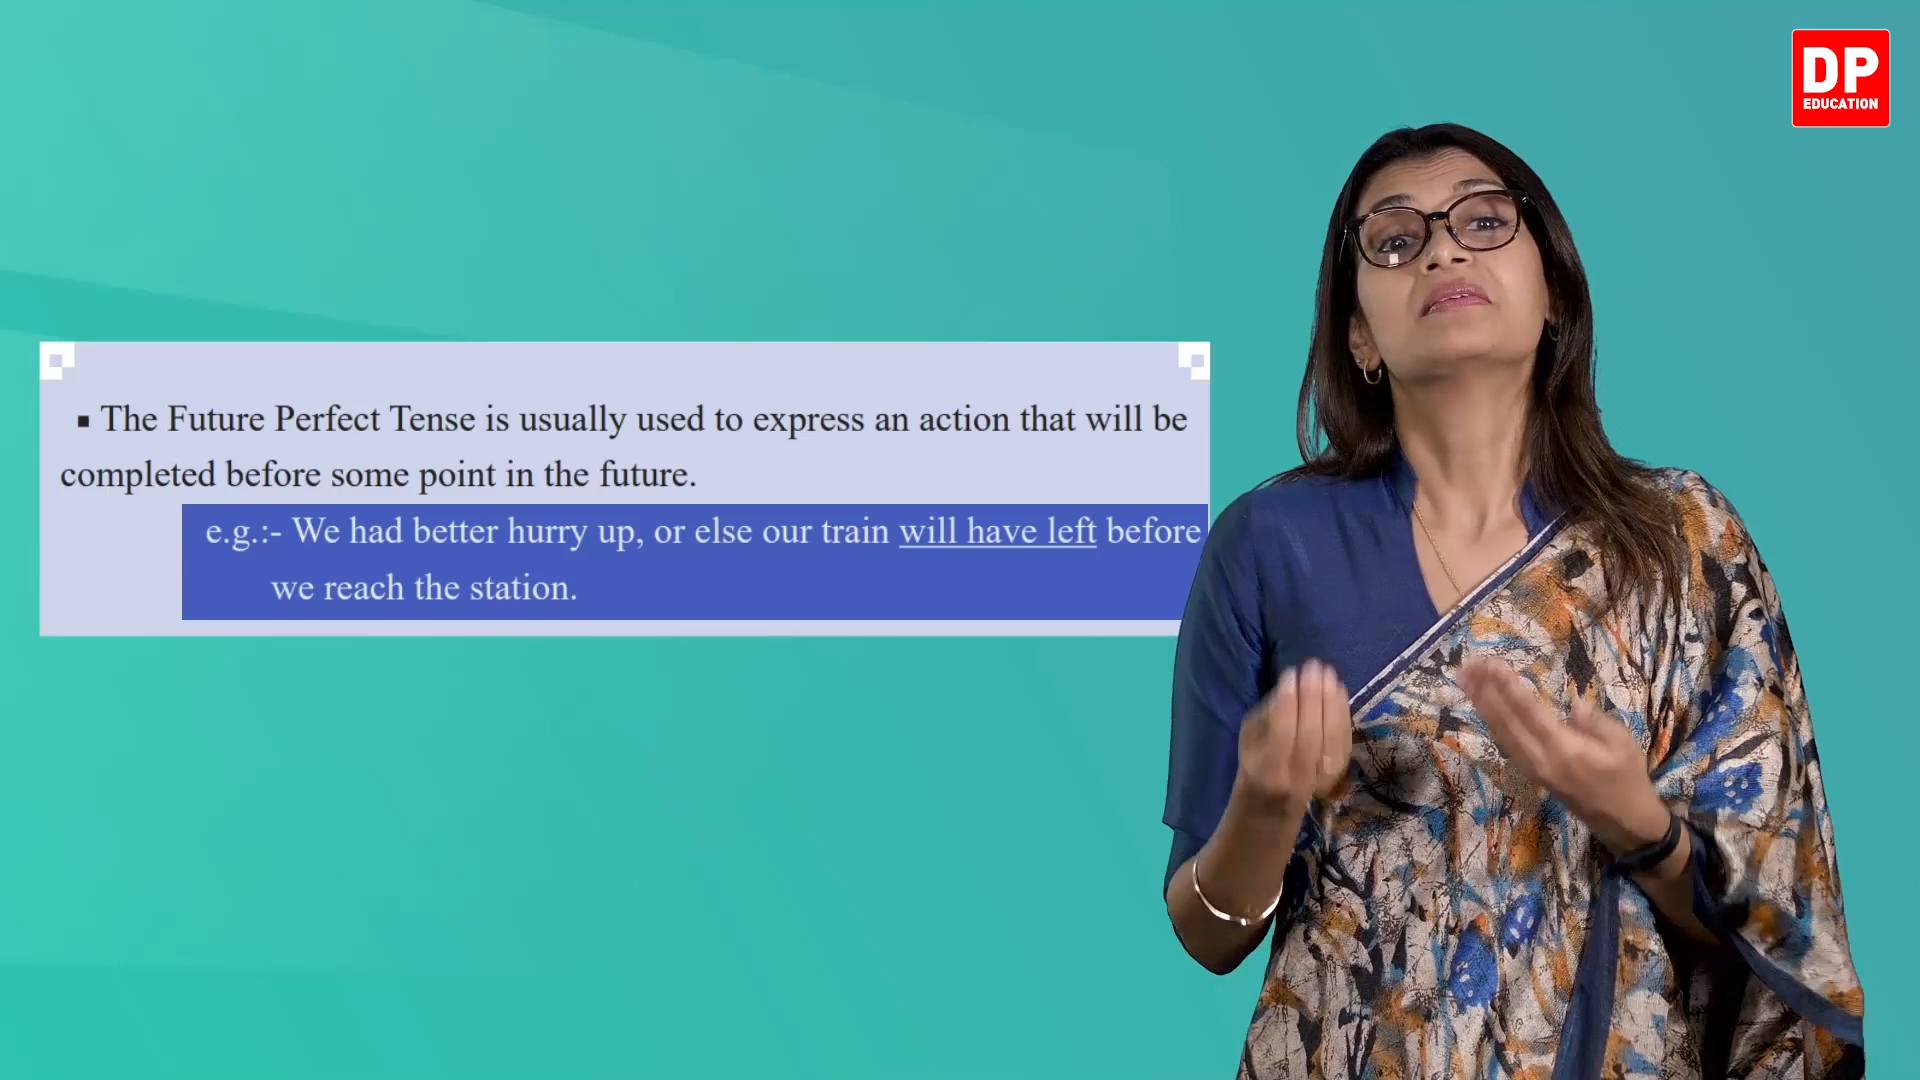 DP
EDUCATION
▪ The Future Perfect Tense is usually used to express an action that will be
completed before some point in the future.
e.g.:- We had better hurry up, or else our train will have left before
we reach the station.